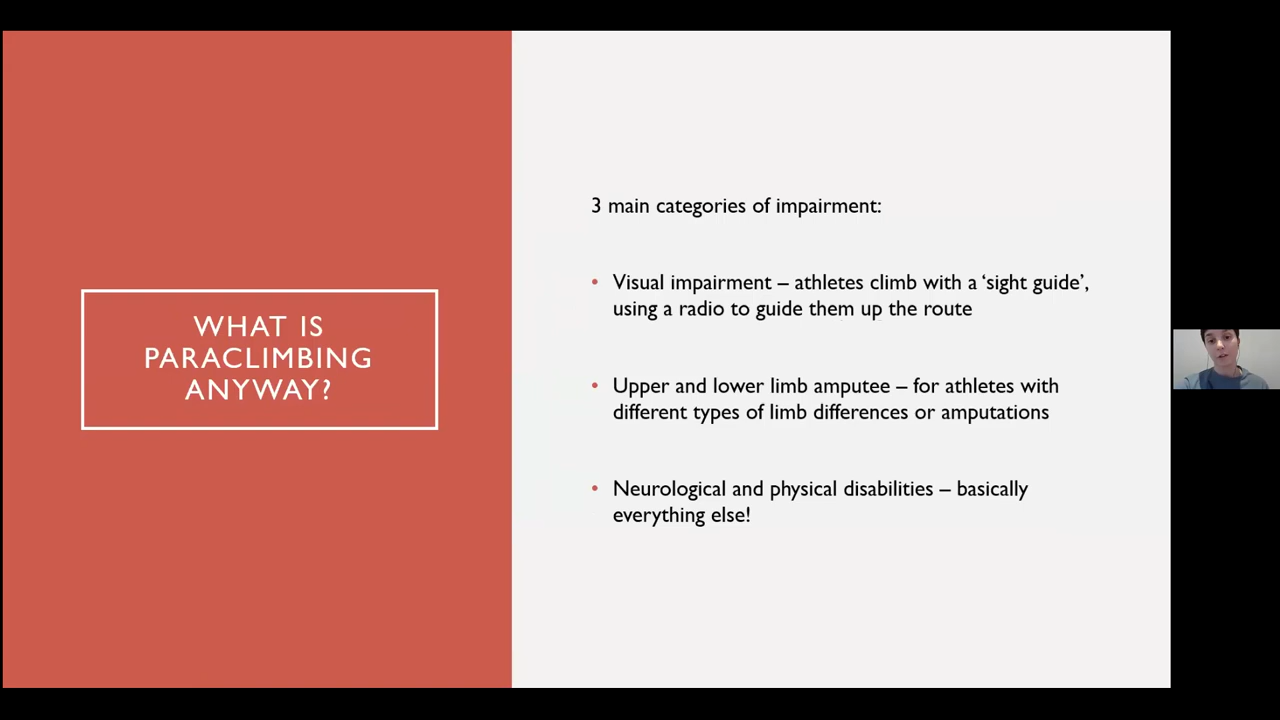 WHAT IS
PARACLIMBING
ANYWAY?
3 main categories of impairment:
• Visual impairment – athletes climb with a ‘sight guide’,
using a radio to guide them up the route
• Upper and lower limb amputee – for athletes with
different types of limb differences or amputations
• Neurological and physical disabilities – basically
everything else!